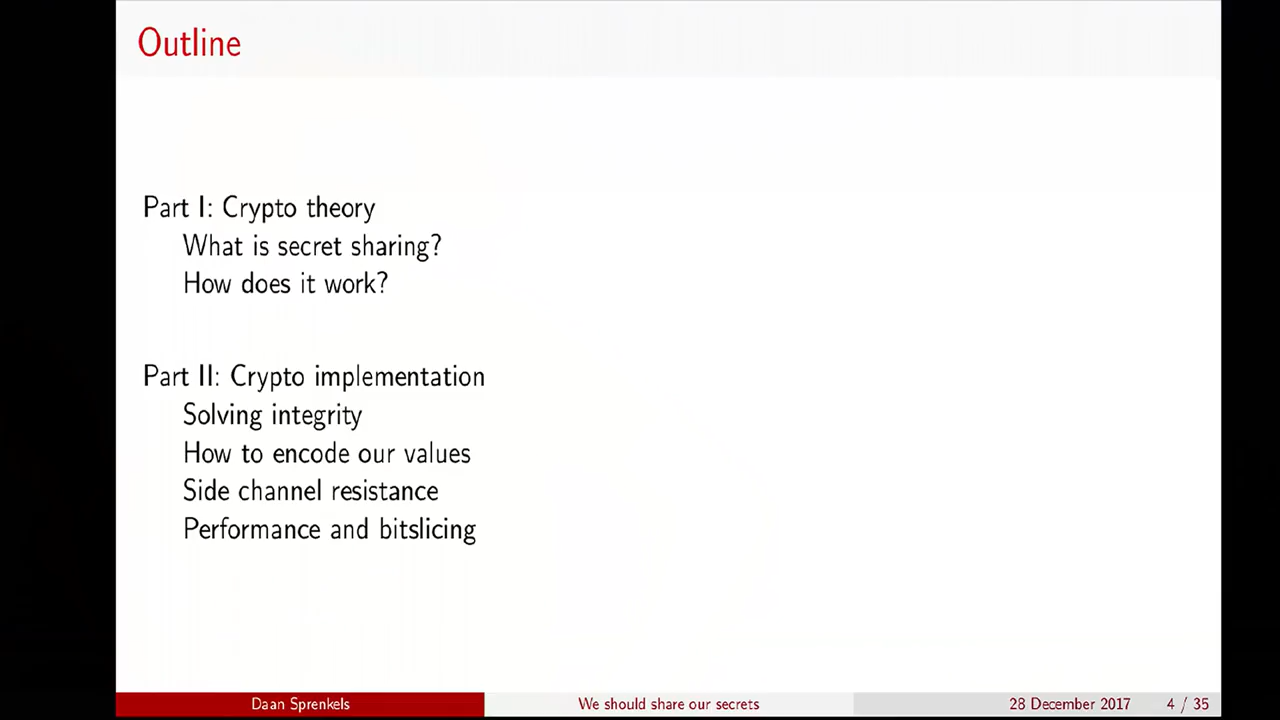 Outline
Part I: Crypto theory
What is secret sharing?
How does it work?
Part II: Crypto implementation
Solving integrity
How to encode our values
Side channel resistance
Performance and bitslicing
Daan Sprenkels
We should share our secrets
28 December 2017
4 / 35